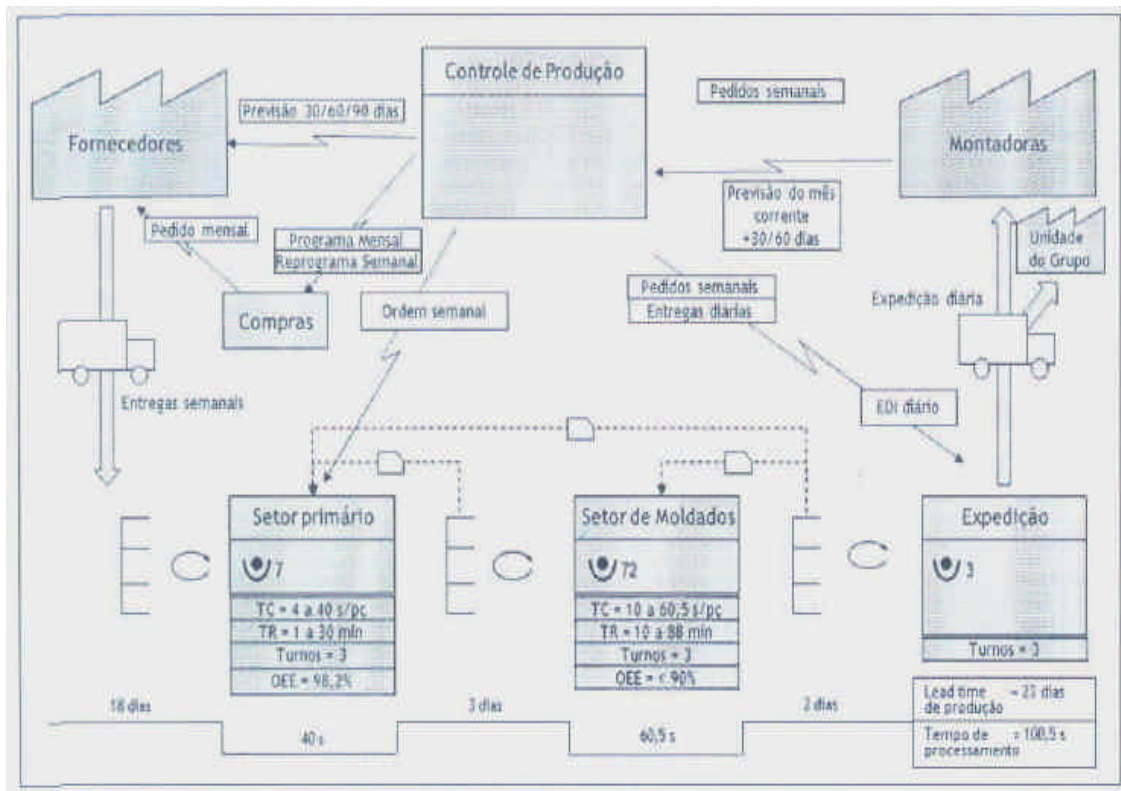 Controle de Produção
Fornecedores
Previsão 30/60/90 dias
Pedidos semanais
Montadoras
Previsão do mês
corrente
+30/60 dias
Unidade
do Grupo
Pedido mensal
Programa Mensal
Reprograma Semanal
Compras
Ordem semanal
Pedidos semanais
Entregas diárias
Expedição diária
Entregas semanais
EDI diário
Setor primário
7
TC = 4 a 40 s/pc
TR = 1 a 30 min
Turnos = 3
OEE = 98,2%
Setor de Moldados
72
TC = 10 a 60,5 s/pc
TR = 10 a 88 min
Turnos = 3
OEE = < 90%
Expedição
3
Turnos = 3
18 dias
40 s
3 dias
60,5 s
2 dias
Lead time = 23 dias
de produção
Tempo de = 100,5 s
processamento